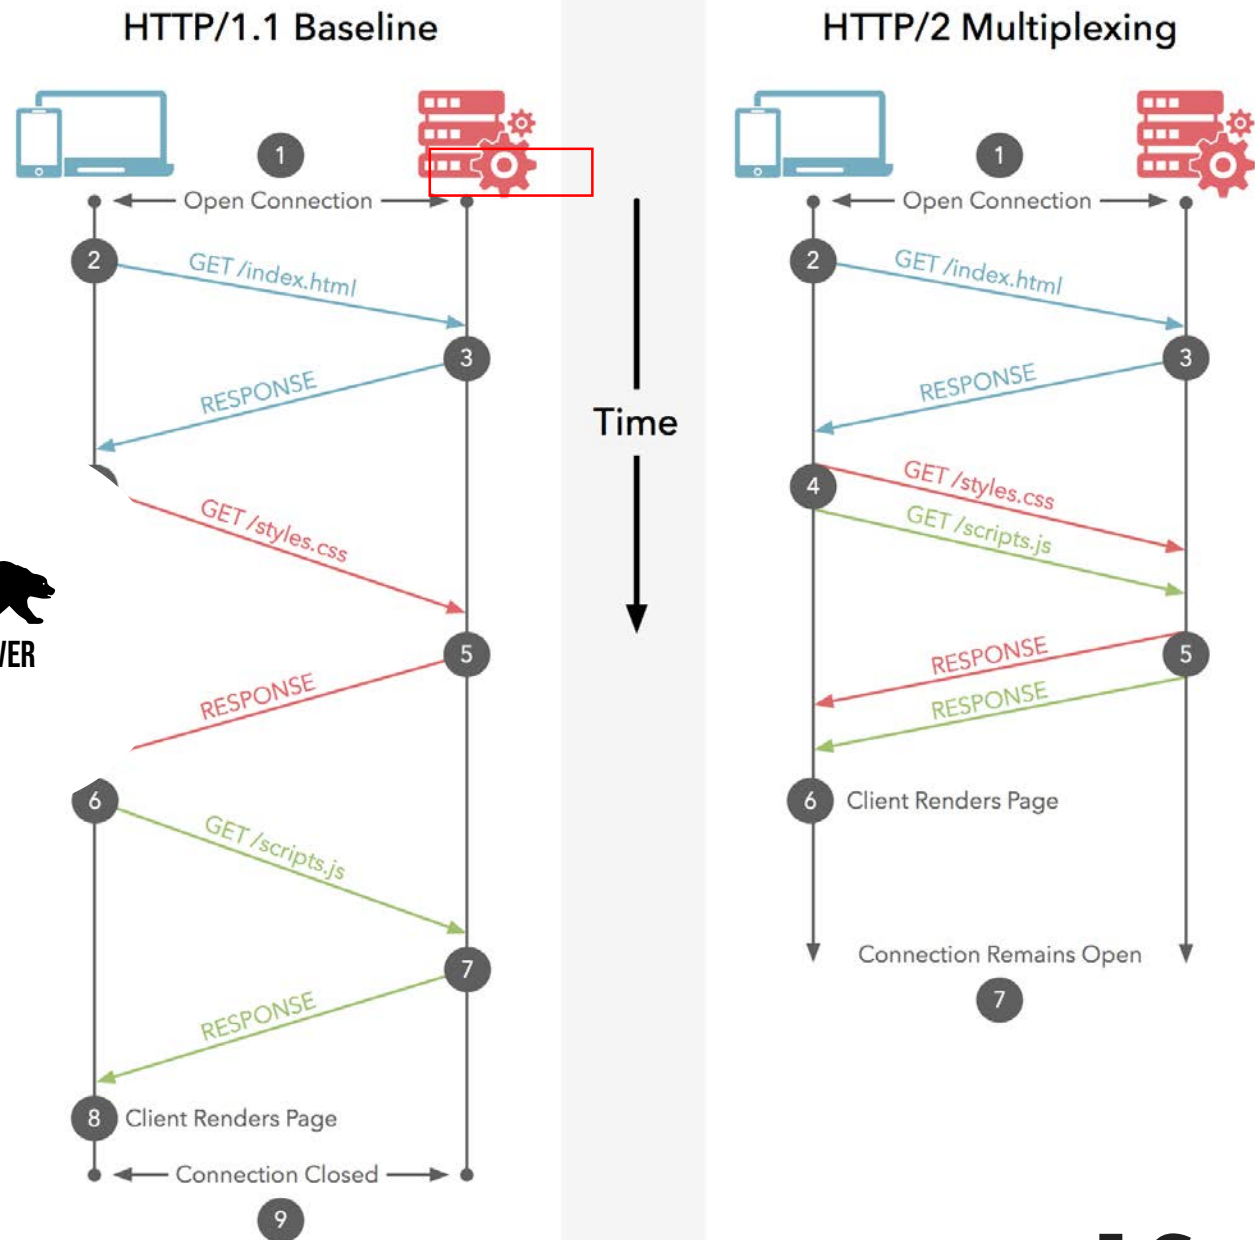 HTTP/1.1 Baseline
1
Open Connection
2
GET /index.html
3
RESPONSE
GET /styles.css
5
RESPONSE
6
GET /scripts.js
7
RESPONSE
8 Client Renders Page
Connection Closed
9
Time
HTTP/2 Multiplexing
1
Open Connection
2
GET /index.html
3
RESPONSE
4
GET /styles.css
GET /scripts.js
5
RESPONSE
RESPONSE
6 Client Renders Page
Connection Remains Open
7